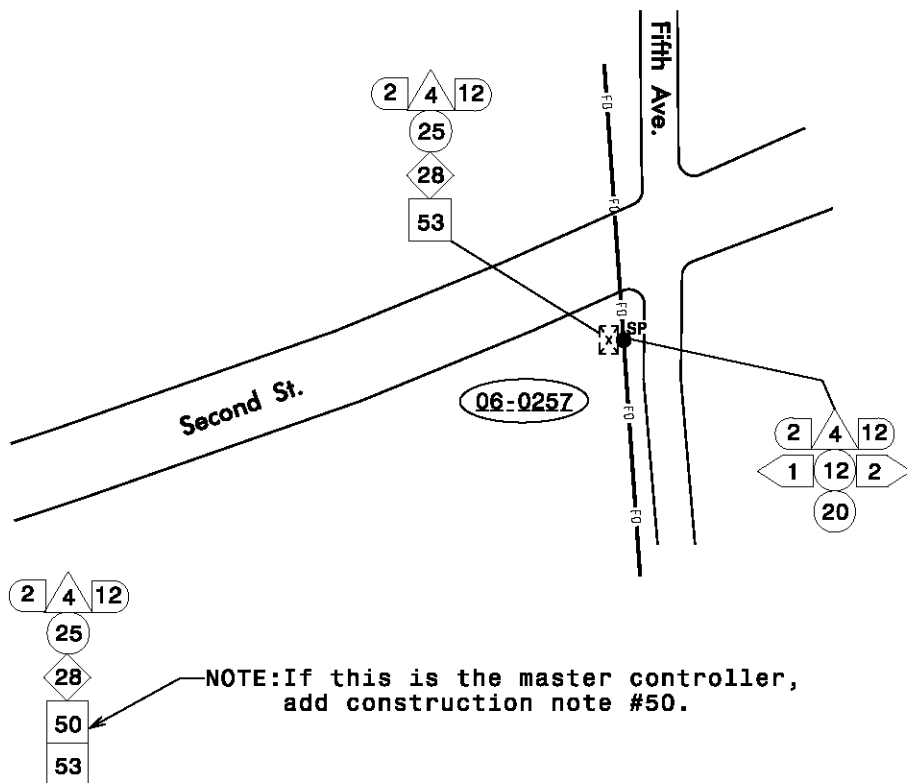 Fifth Ave.
2 4 12
25
28
53
FO
FO
FO
SP
FO
FO
Second St.
06-0257
2 4 12
1 12 2
20
2 4 12
25
28
50
53
NOTE:If this is the master controller,
add construction note #50.
X